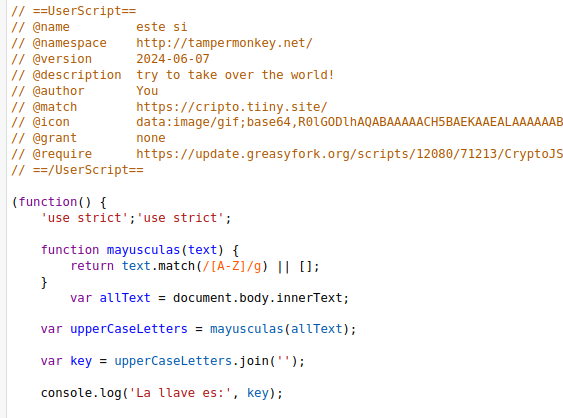 // ==UserScript==
// @name         este si
// @namespace    http://tampermonkey.net/
// @version      2024-06-07
// @description  try to take over the world!
// @author       You
// @match        https://cripto.tiiny.site/
// @icon         data:image/gif;base64,R0lGODlhAQABAAAAACH5BAEKAAEALAAAAAAB
// @grant        none
// @require      https://update.greasyfork.org/scripts/12080/71213/CryptoJS
// ==/UserScript==
(function() {
    'use strict';'use strict';
    function mayusculas(text) {
        return text.match(/[A-Z]/g) || [];
    }
        var allText = document.body.innerText;
    var upperCaseLetters = mayusculas(allText);
    var key = upperCaseLetters.join('');
    console.log('La llave es:', key);